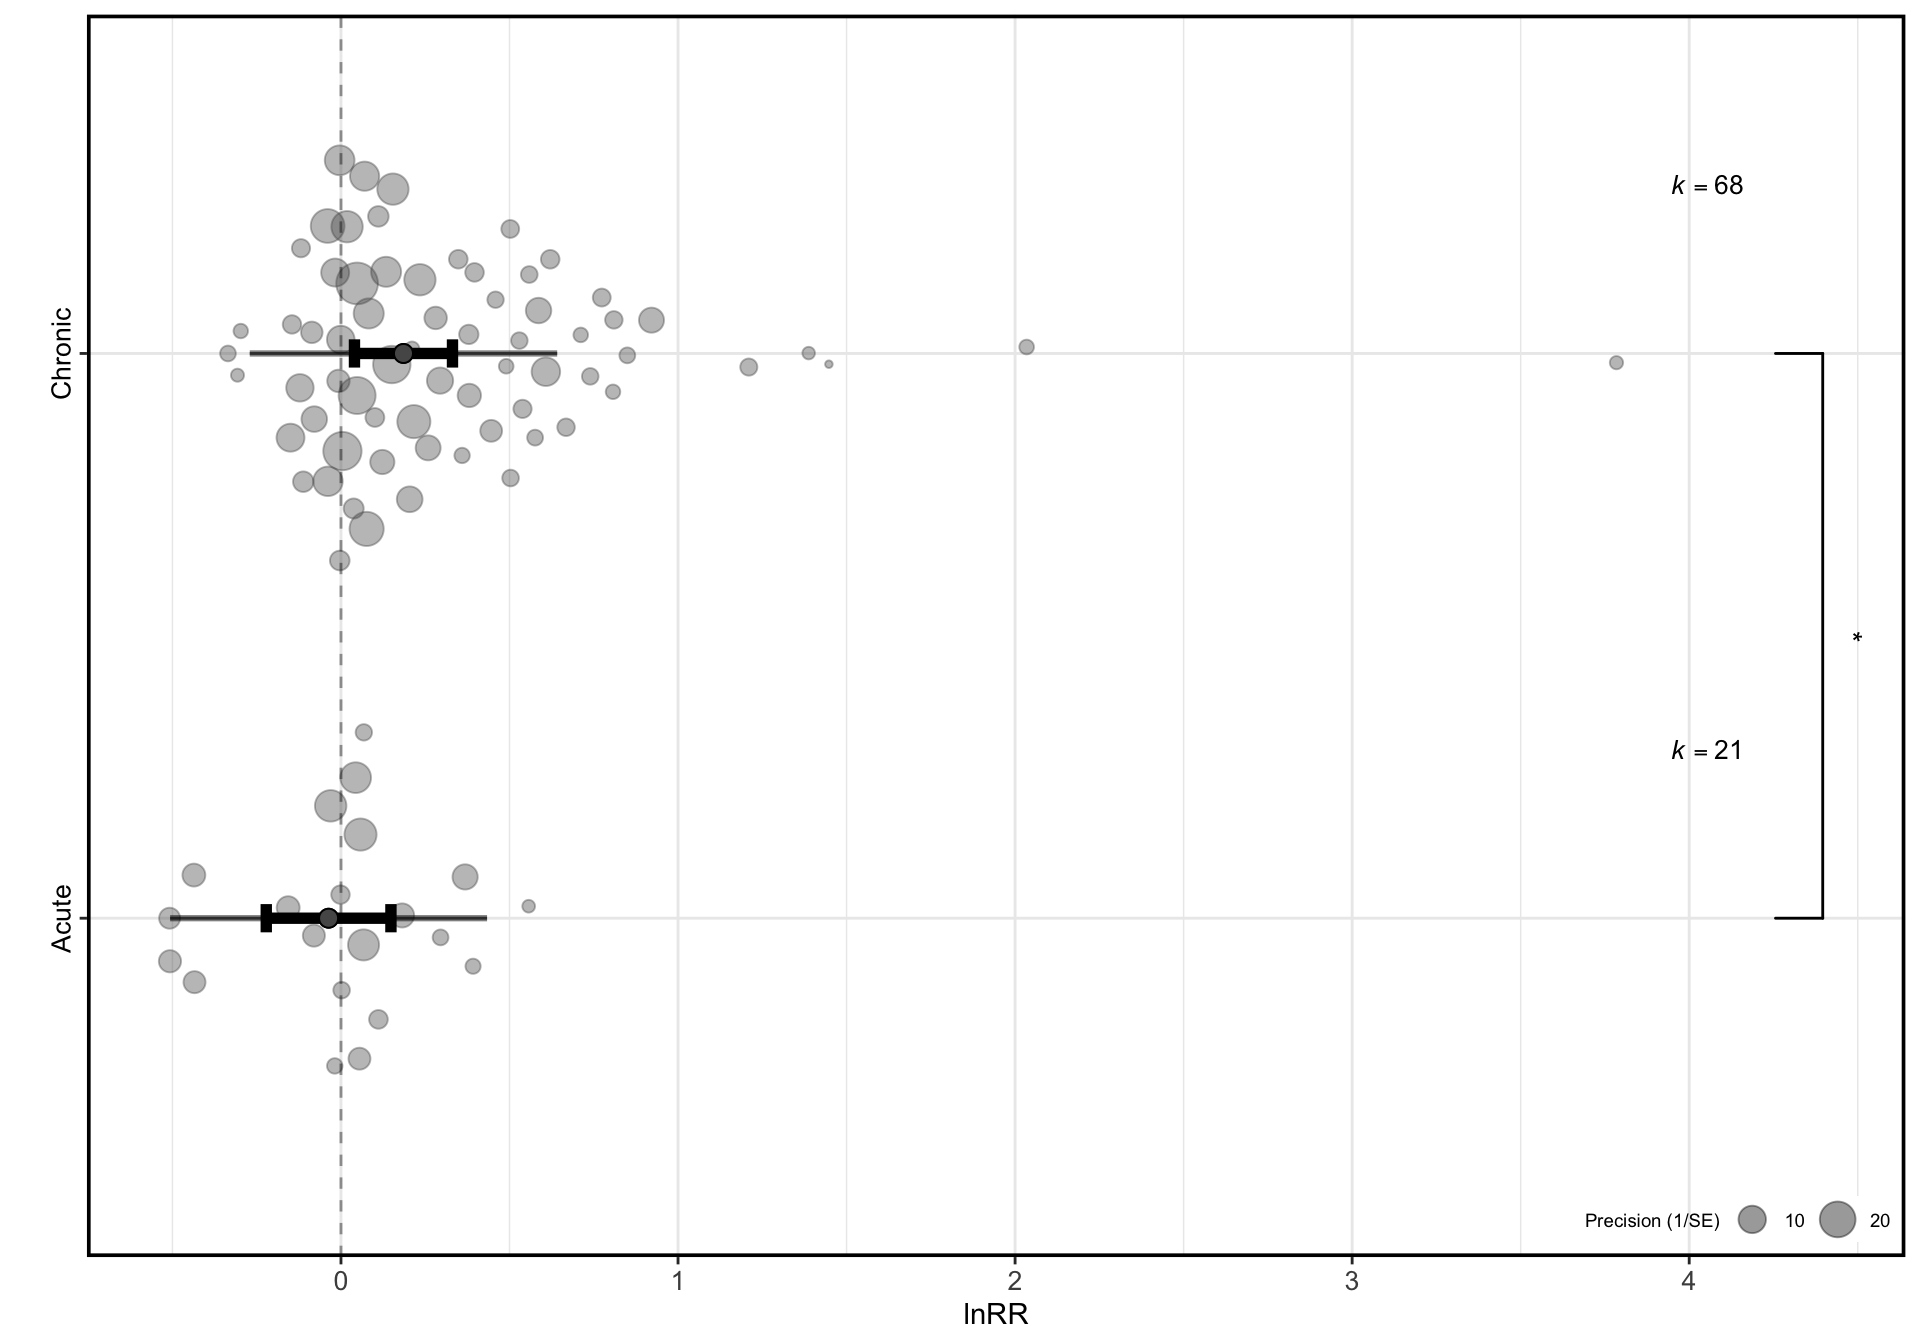 k = 68
Chronic
*
k = 21
Acute
Precision (1/SE) 10 20
0 1 2 3 4
lnRR